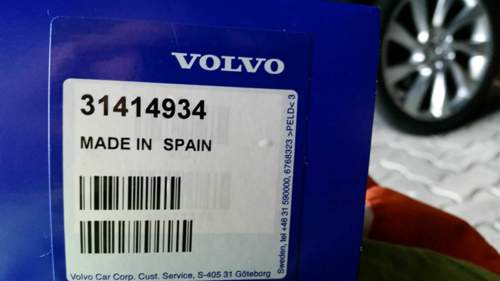 VOLVO
31414934
MADE IN SPAIN
Volvo Car Corp. Cust. Service, S-405 31 Göteborg
Sweden, tel +46 31 590000, 6768323 >PELD< 3